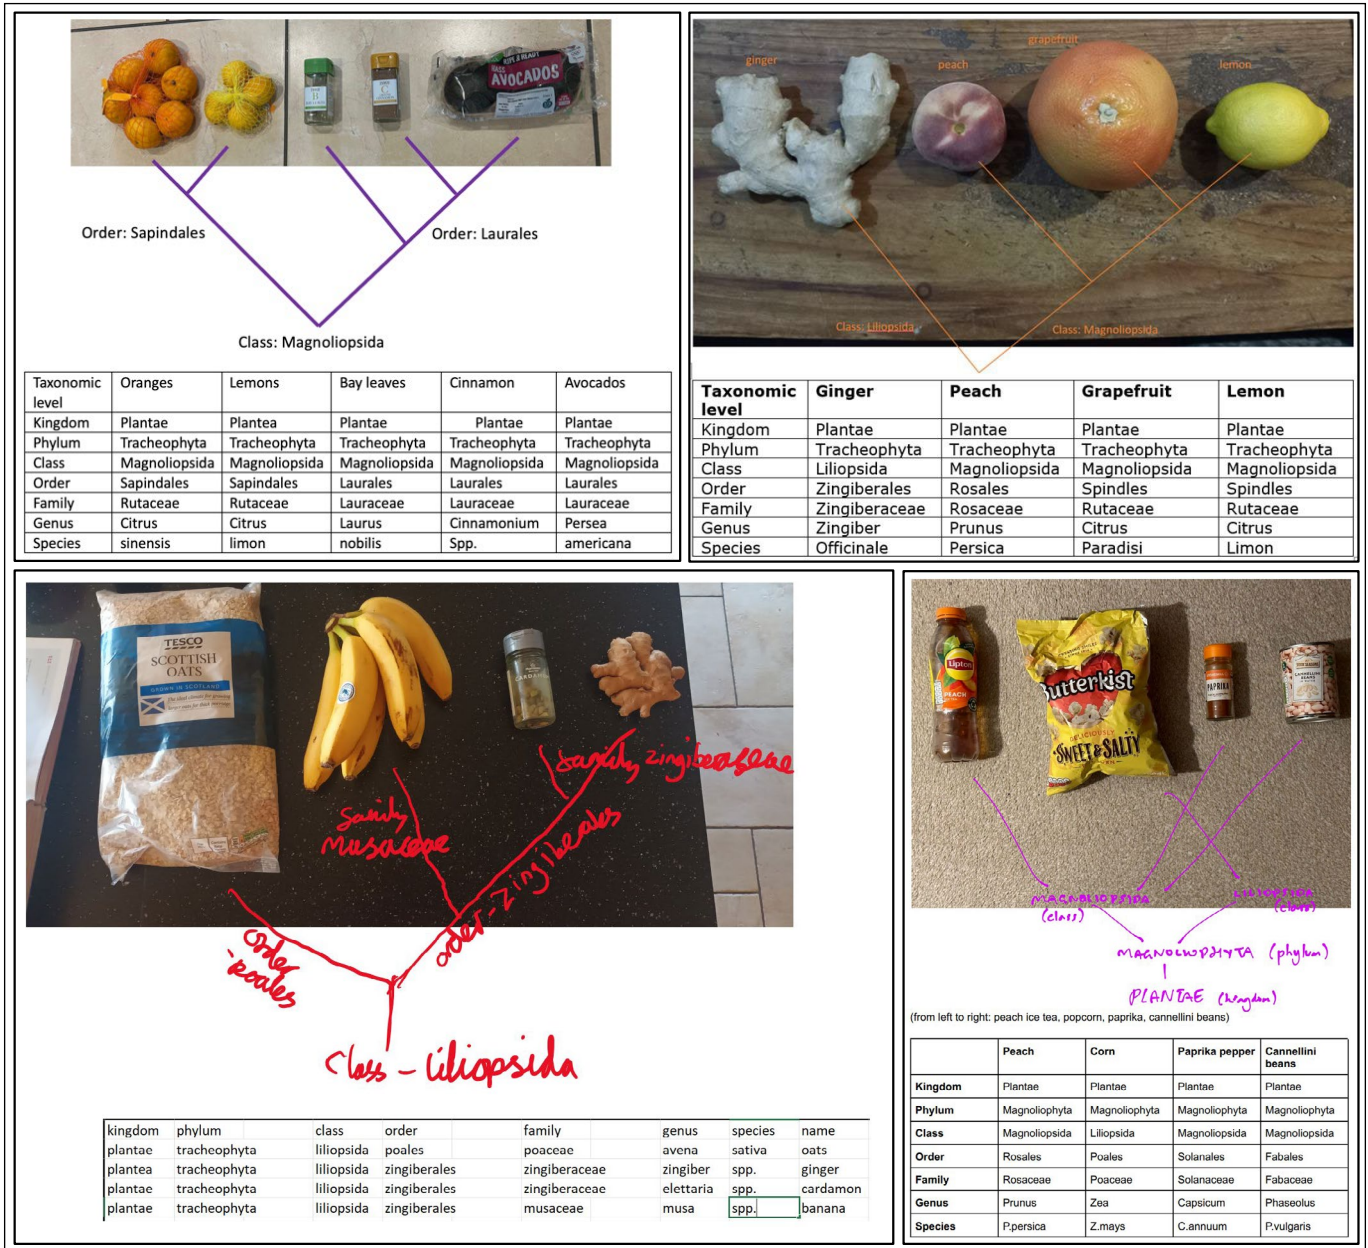 RIPE & READY
HASS
AVOCADOS
B
C
Order: Sapindales
Order: Laurales
Class: Magnoliopsida
Taxonomic level Oranges Lemons Bay leaves Cinnamon Avocados
Kingdom Plantae Plantea Plantae Plantae Plantae
Phylum Tracheophyta Tracheophyta Tracheophyta Tracheophyta Tracheophyta
Class Magnoliopsida Magnoliopsida Magnoliopsida Magnoliopsida Magnoliopsida
Order Sapindales Sapindales Laurales Laurales Laurales
Family Rutaceae Rutaceae Lauraceae Lauraceae Lauraceae
Genus Citrus Citrus Laurus Cinnamonium Persea
Species sinensis limon nobilis Spp. americana
ginger
peach
grapefruit
lemon
Class: Liliopsida
Class: Magnoliopsida
Taxonomic level Ginger Peach Grapefruit Lemon
Kingdom Plantae Plantae Plantae Plantae
Phylum Tracheophyta Tracheophyta Tracheophyta Tracheophyta
Class Liliopsida Magnoliopsida Magnoliopsida Magnoliopsida
Order Zingiberales Rosales Spindles Spindles
Family Zingiberaceae Rosaceae Rutaceae Rutaceae
Genus Zingiber Prunus Citrus Citrus
Species Officinale Persica Paradisi Limon
TESCO
SCOTTISH
OATS
GROWN IN SCOTLAND
CARDAMOM
family zingiberaceae
family
musaceae
order-zingiberales
order
-poales
Class - liliopsida
kingdom phylum class order family genus species name
plantae tracheophyta liliopsida poales poaceae avena sativa oats
plantea tracheophyta liliopsida zingiberales zingiberaceae zingiber spp. ginger
plantae tracheophyta liliopsida zingiberales zingiberaceae elettaria spp. cardamon
plantae tracheophyta liliopsida zingiberales musaceae musa spp. banana
Lipton
PEACH
Butterkist
DELICIOUSLY
SWEET & SALTY
PAPRIKA
CANNELLINI
BEANS
MAGNOLIOPSIDA
(class)
LILIOPSIDA
(class)
MAGNOLIOPHYTA (phylum)
PLANTAE (kingdom)
(from left to right: peach ice tea, popcorn, paprika, cannellini beans)
Peach Corn Paprika pepper Cannellini beans
Kingdom Plantae Plantae Plantae Plantae
Phylum Magnoliophyta Magnoliophyta Magnoliophyta Magnoliophyta
Class Magnoliopsida Liliopsida Magnoliopsida Magnoliopsida
Order Rosales Poales Solanales Fabales
Family Rosaceae Poaceae Solanaceae Fabaceae
Genus Prunus Zea Capsicum Phaseolus
Species P.persica Z.mays C.annuum P.vulgaris